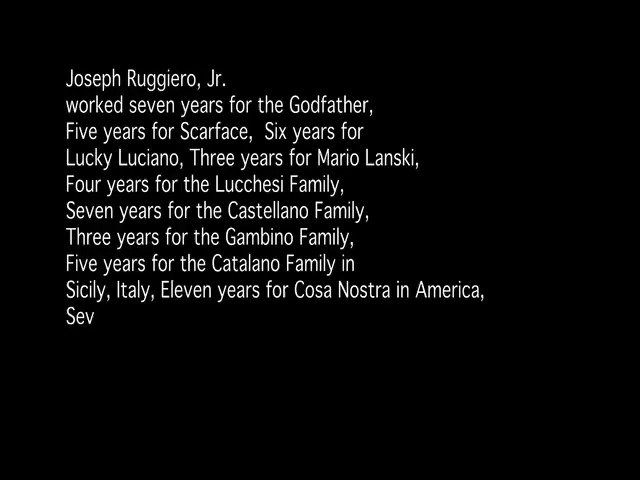 Joseph Ruggiero, Jr.
worked seven years for the Godfather,
Five years for Scarface,  Six years for
Lucky Luciano, Three years for Mario Lanski,
Four years for the Lucchesi Family,
Seven years for the Castellano Family,
Three years for the Gambino Family,
Five years for the Catalano Family in
Sicily, Italy, Eleven years for Cosa Nostra in America,
Sev